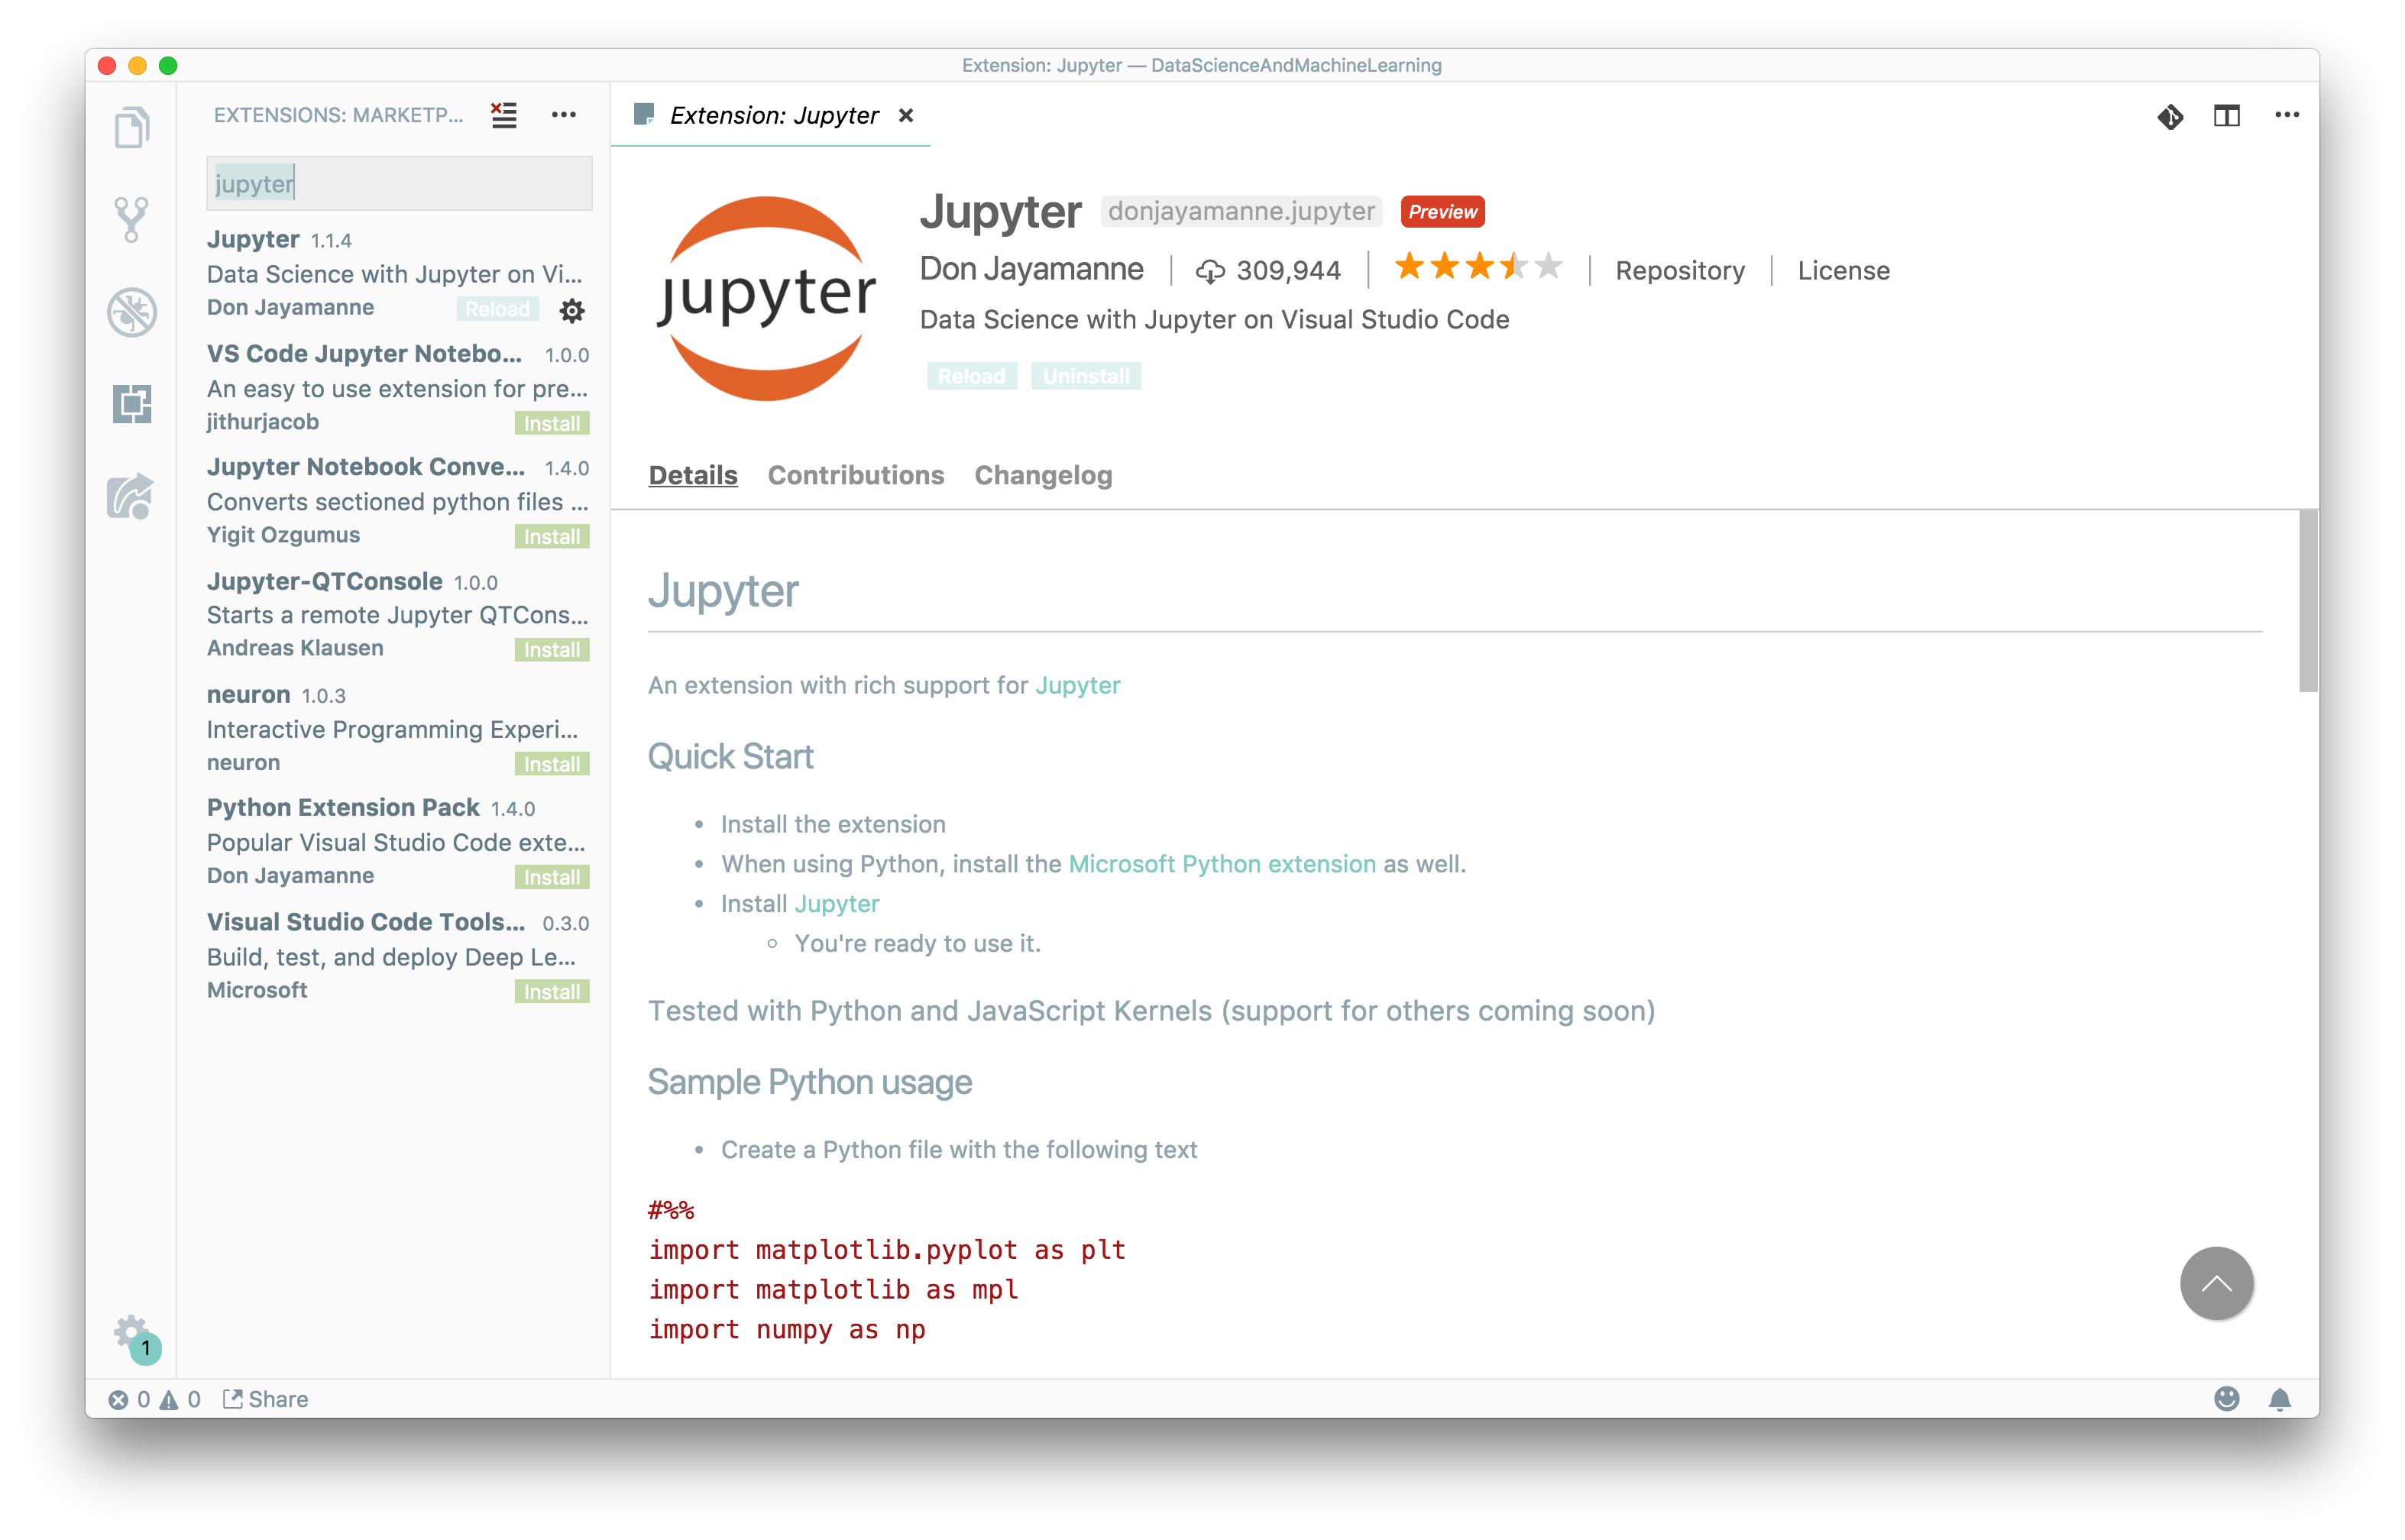 Extension: Jupyter — DataScienceAndMachineLearning
EXTENSIONS: MARKETP...
jupyter
Jupyter 1.1.4
Data Science with Jupyter on Vi...
Don Jayamanne Reload
VS Code Jupyter Notebo... 1.0.0
An easy to use extension for pre...
jithurjacob Install
Jupyter Notebook Conve... 1.4.0
Converts sectioned python files ...
Yigit Ozgumus Install
Jupyter-QTConsole 1.0.0
Starts a remote Jupyter QTCons...
Andreas Klausen Install
neuron 1.0.3
Interactive Programming Experi...
neuron Install
Python Extension Pack 1.4.0
Popular Visual Studio Code exte...
Don Jayamanne Install
Visual Studio Code Tools... 0.3.0
Build, test, and deploy Deep Le...
Microsoft Install
1
Extension: Jupyter
jupyter
Jupyter donjayamanne.jupyter Preview
Don Jayamanne | 309,944 | Repository | License
Data Science with Jupyter on Visual Studio Code
Reload Uninstall
Details Contributions Changelog
Jupyter
An extension with rich support for Jupyter
Quick Start
• Install the extension
• When using Python, install the Microsoft Python extension as well.
• Install Jupyter
◦ You're ready to use it.
Tested with Python and JavaScript Kernels (support for others coming soon)
Sample Python usage
• Create a Python file with the following text
#%%
import matplotlib.pyplot as plt
import matplotlib as mpl
import numpy as np
0 0 Share